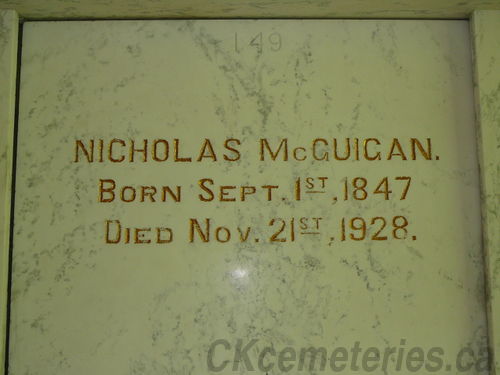 149
NICHOLAS McGUIGAN.
BORN SEPT. 1ST, 1847
DIED NOV. 21ST, 1928.
CKcemeteries.ca